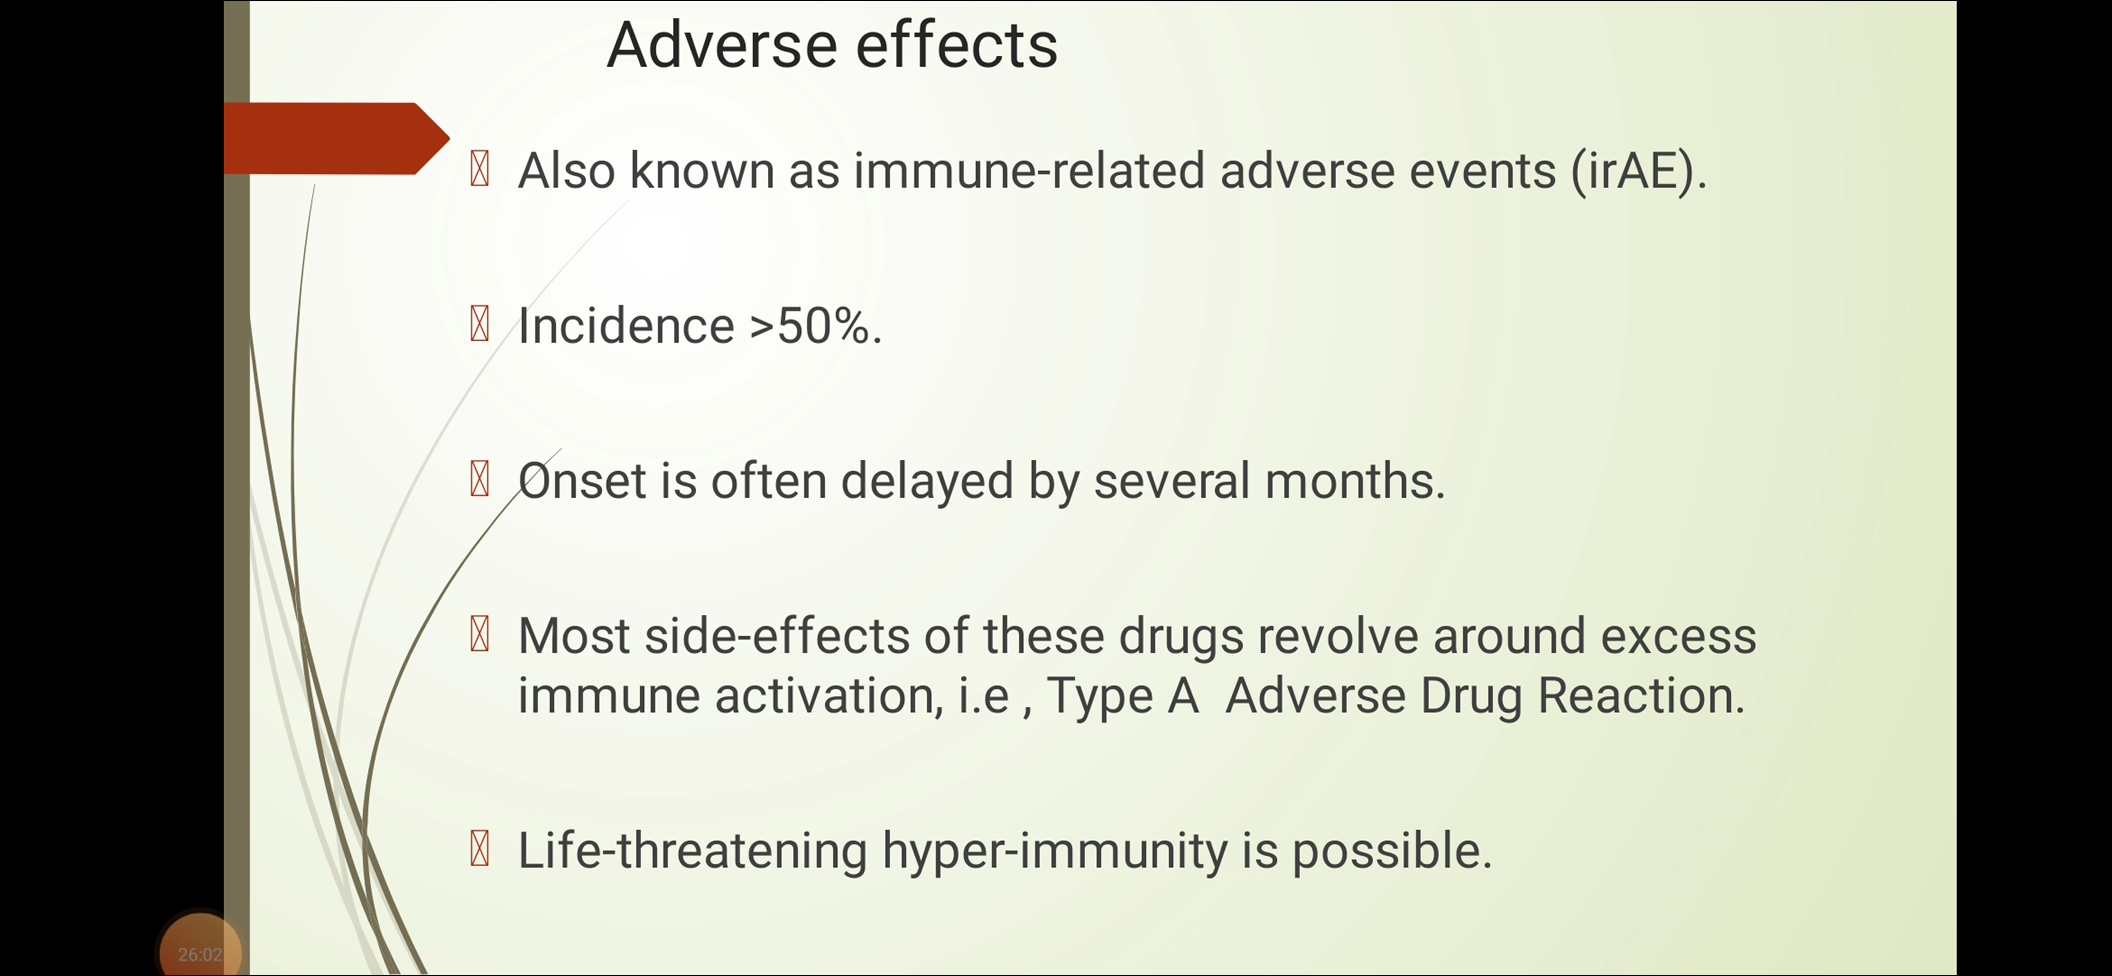 Adverse effects
Also known as immune-related adverse events (irAE).
Incidence >50%.
Onset is often delayed by several months.
Most side-effects of these drugs revolve around excess
immune activation, i.e , Type A  Adverse Drug Reaction.
Life-threatening hyper-immunity is possible.
26:02